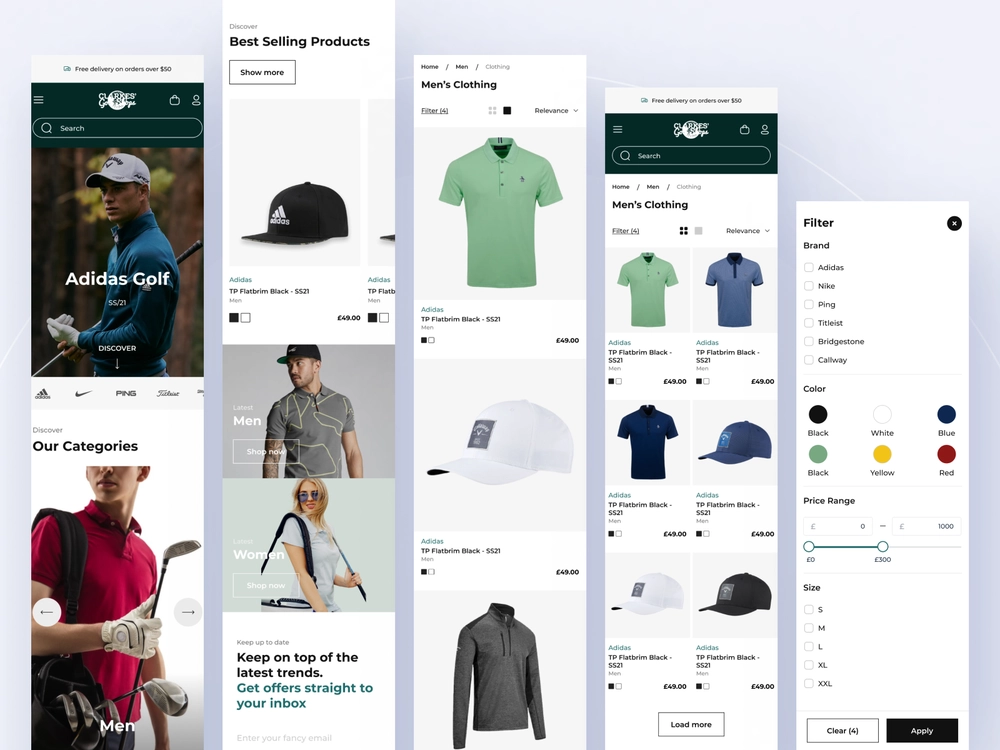 Free delivery on orders over $50
CLARKES'
Golf Shops
Search
Adidas Golf
SS/21
DISCOVER
adidas
PING
Titleist
Discover
Our Categories
Men
Discover
Best Selling Products
Show more
adidas
Adidas
TP Flatbrim Black - SS21
Men
£49.00
Adidas
TP Flatb
Men
Latest
Men
Shop now
Latest
Women
Shop now
Keep up to date
Keep on top of the
latest trends.
Get offers straight to
your inbox
Enter your fancy email
Home / Men / Clothing
Men's Clothing
Filter (4)
Relevance
Adidas
TP Flatbrim Black - SS21
Men
£49.00
Adidas
TP Flatbrim Black - SS21
Men
£49.00
Free delivery on orders over $50
CLARKES'
Golf Shops
Search
Home / Men / Clothing
Men's Clothing
Filter (4)
Relevance
Adidas
TP Flatbrim Black -
SS21
Men
£49.00
Adidas
TP Flatbrim Black -
SS21
Men
£49.00
Adidas
TP Flatbrim Black -
SS21
Men
£49.00
Adidas
TP Flatbrim Black -
SS21
Men
£49.00
Adidas
TP Flatbrim Black -
SS21
Men
£49.00
Adidas
TP Flatbrim Black -
SS21
Men
£49.00
Load more
Filter
Brand
Adidas
Nike
Ping
Titleist
Bridgestone
Callway
Color
Black White Blue
Black Yellow Red
Price Range
£ 0 – £ 1000
£0 £300
Size
S
M
L
XL
XXL
Clear (4)
Apply